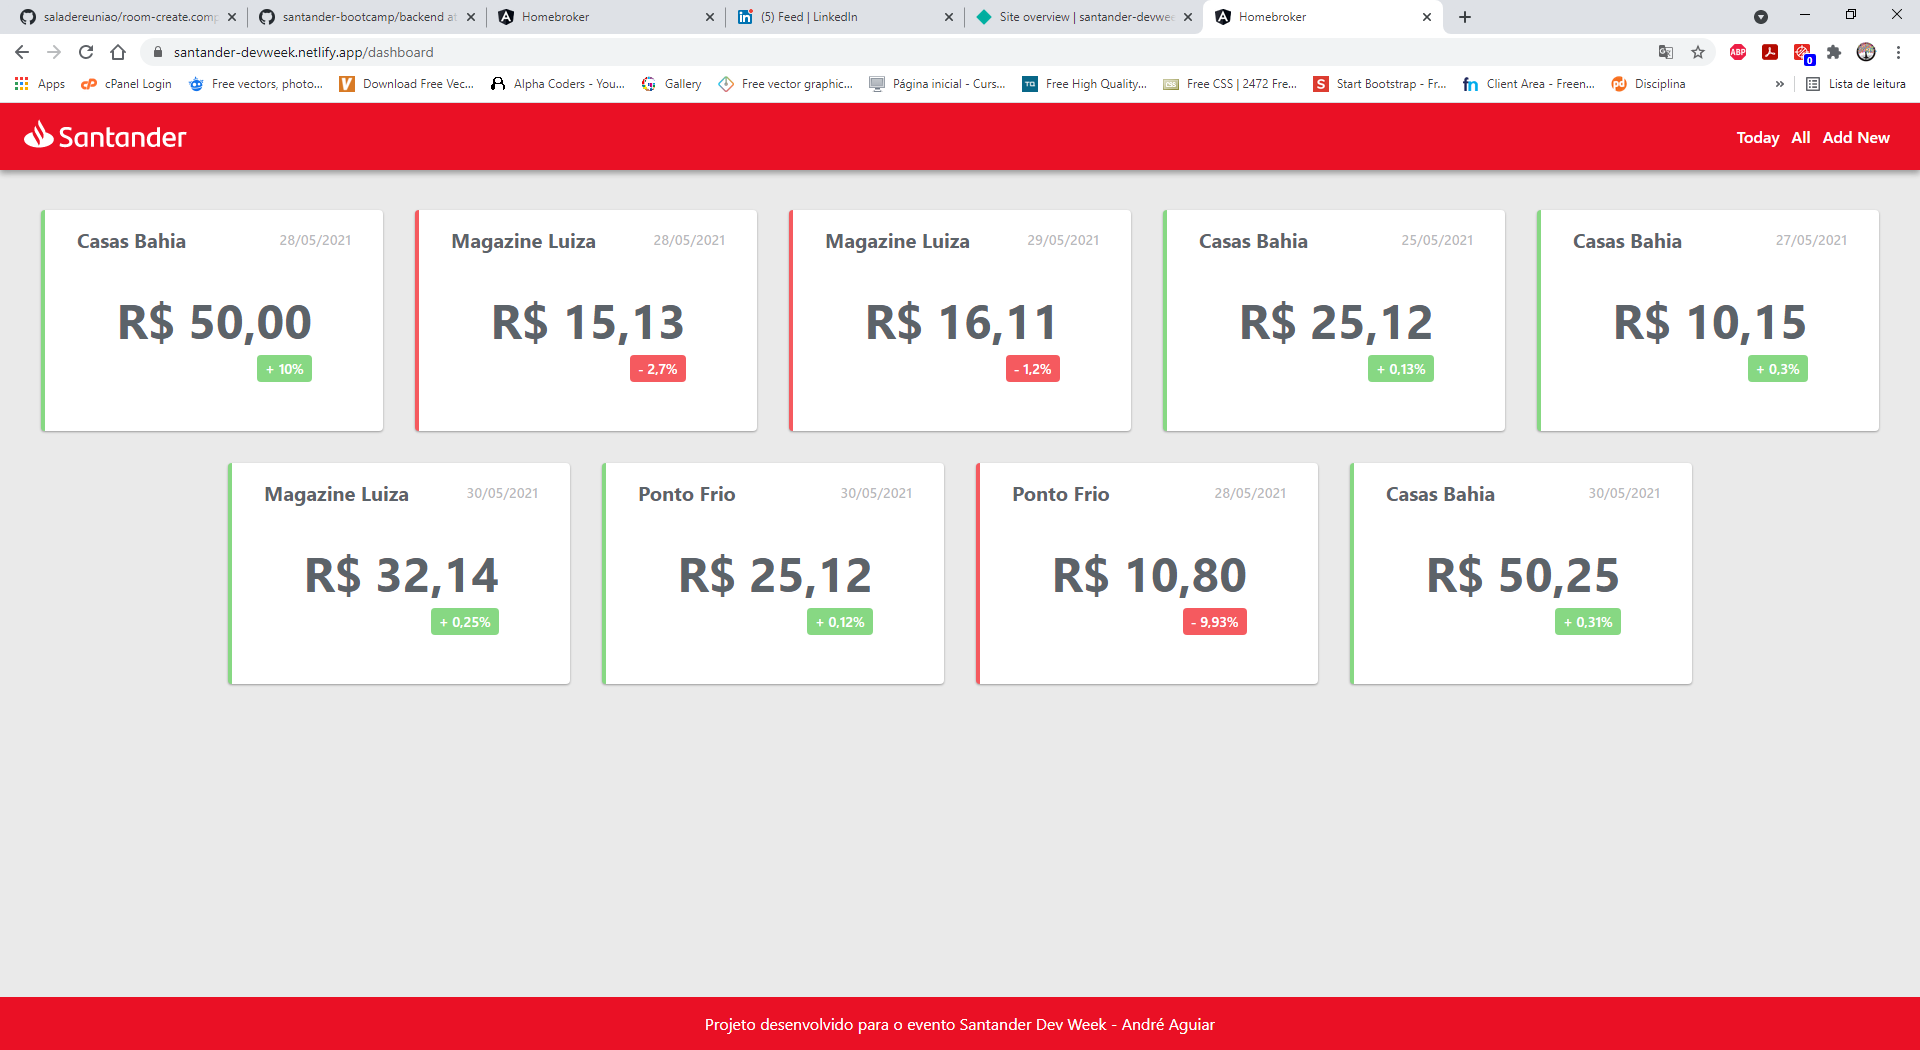 saladereuniao/room-create.comp
santander-bootcamp/backend at
Homebroker
(5) Feed | LinkedIn
Site overview | santander-devwee
Homebroker
santander-devweek.netlify.app/dashboard
ABP
0
Apps
cPanel Login
Free vectors, photo...
Download Free Vec...
Alpha Coders - You...
Gallery
Free vector graphic...
Página inicial - Curs...
Free High Quality...
Free CSS | 2472 Fre...
Start Bootstrap - Fr...
Client Area - Freen...
Disciplina
»
Lista de leitura
Santander
Today All Add New
Casas Bahia 28/05/2021
R$ 50,00
+ 10%
Magazine Luiza 28/05/2021
R$ 15,13
- 2,7%
Magazine Luiza 29/05/2021
R$ 16,11
- 1,2%
Casas Bahia 25/05/2021
R$ 25,12
+ 0,13%
Casas Bahia 27/05/2021
R$ 10,15
+ 0,3%
Magazine Luiza 30/05/2021
R$ 32,14
+ 0,25%
Ponto Frio 30/05/2021
R$ 25,12
+ 0,12%
Ponto Frio 28/05/2021
R$ 10,80
- 9,93%
Casas Bahia 30/05/2021
R$ 50,25
+ 0,31%
Projeto desenvolvido para o evento Santander Dev Week - André Aguiar